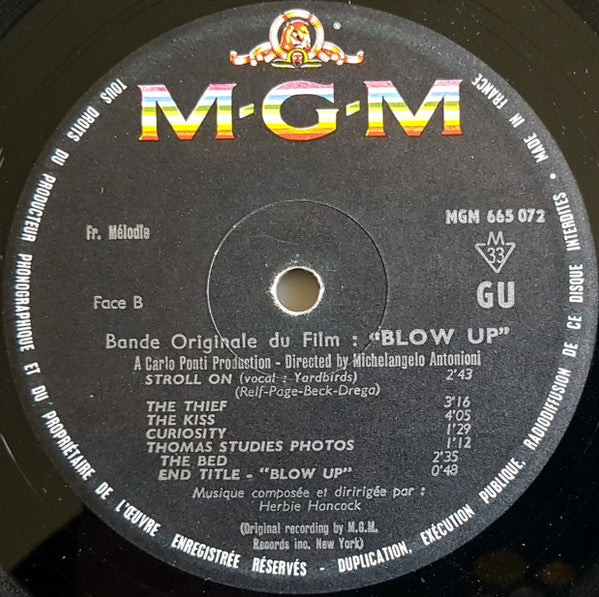 M-G-M
TOUS DROITS DU PRODUCTEUR PHONOGRAPHIQUE ET DU PROPRIÉTAIRE DE L'ŒUVRE ENREGISTRÉE RÉSERVÉS - DUPLICATION, EXÉCUTION PUBLIQUE, RADIODIFFUSION DE CE DISQUE INTERDITES • MADE IN FRANCE
MGM 665 072
Fr. Mélodie
M
33
Face B
GU
Bande Originale du Film : "BLOW UP"
A Carlo Ponti Production - Directed by Michelangelo Antonioni
STROLL ON (vocal : Yardbirds) 2'43
(Relf-Page-Beck-Drega)
THE THIEF 3'16
THE KISS 4'05
CURIOSITY 1'29
THOMAS STUDIES PHOTOS 1'12
THE BED 2'35
END TITLE - "BLOW UP" 0'48
Musique composée et diririgée par :
Herbie Hancock
(Original recording by M.G.M.
Records inc. New York)